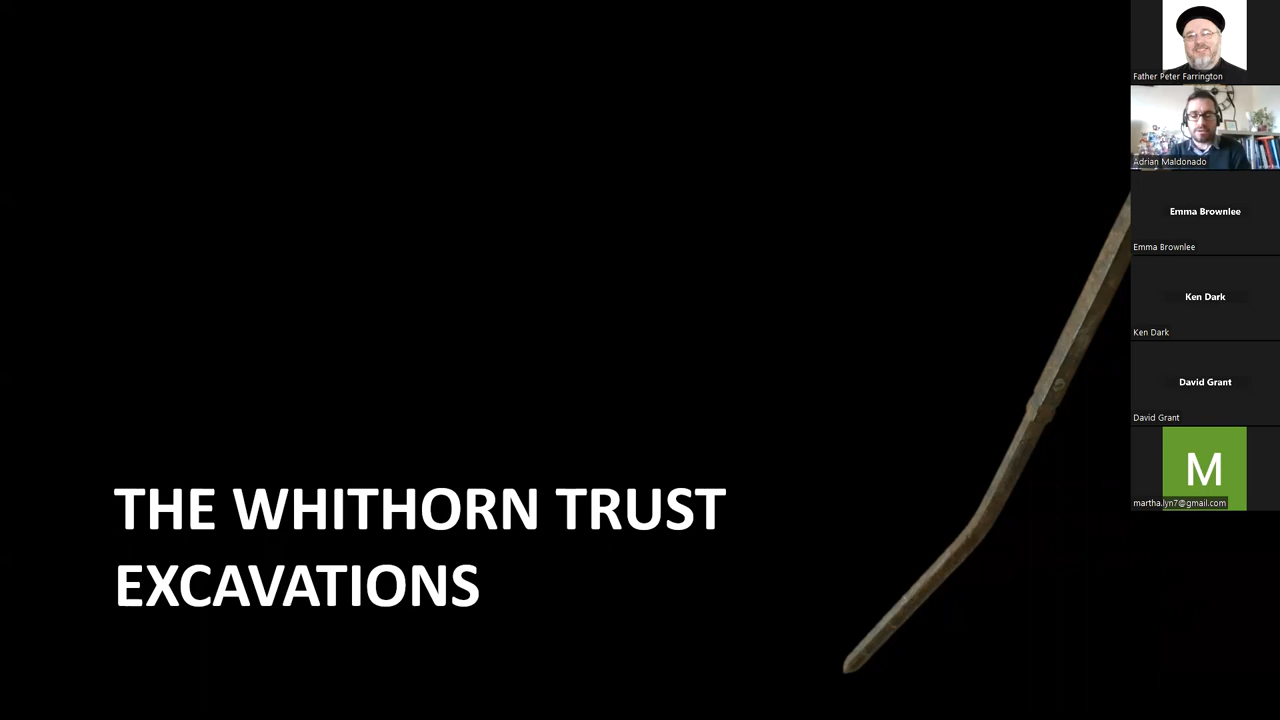 THE WHITHORN TRUST
EXCAVATIONS
Father Peter Farrington
Adrian Maldonado
Emma Brownlee
Emma Brownlee
Ken Dark
Ken Dark
David Grant
David Grant
M
martha.lyn7@gmail.com